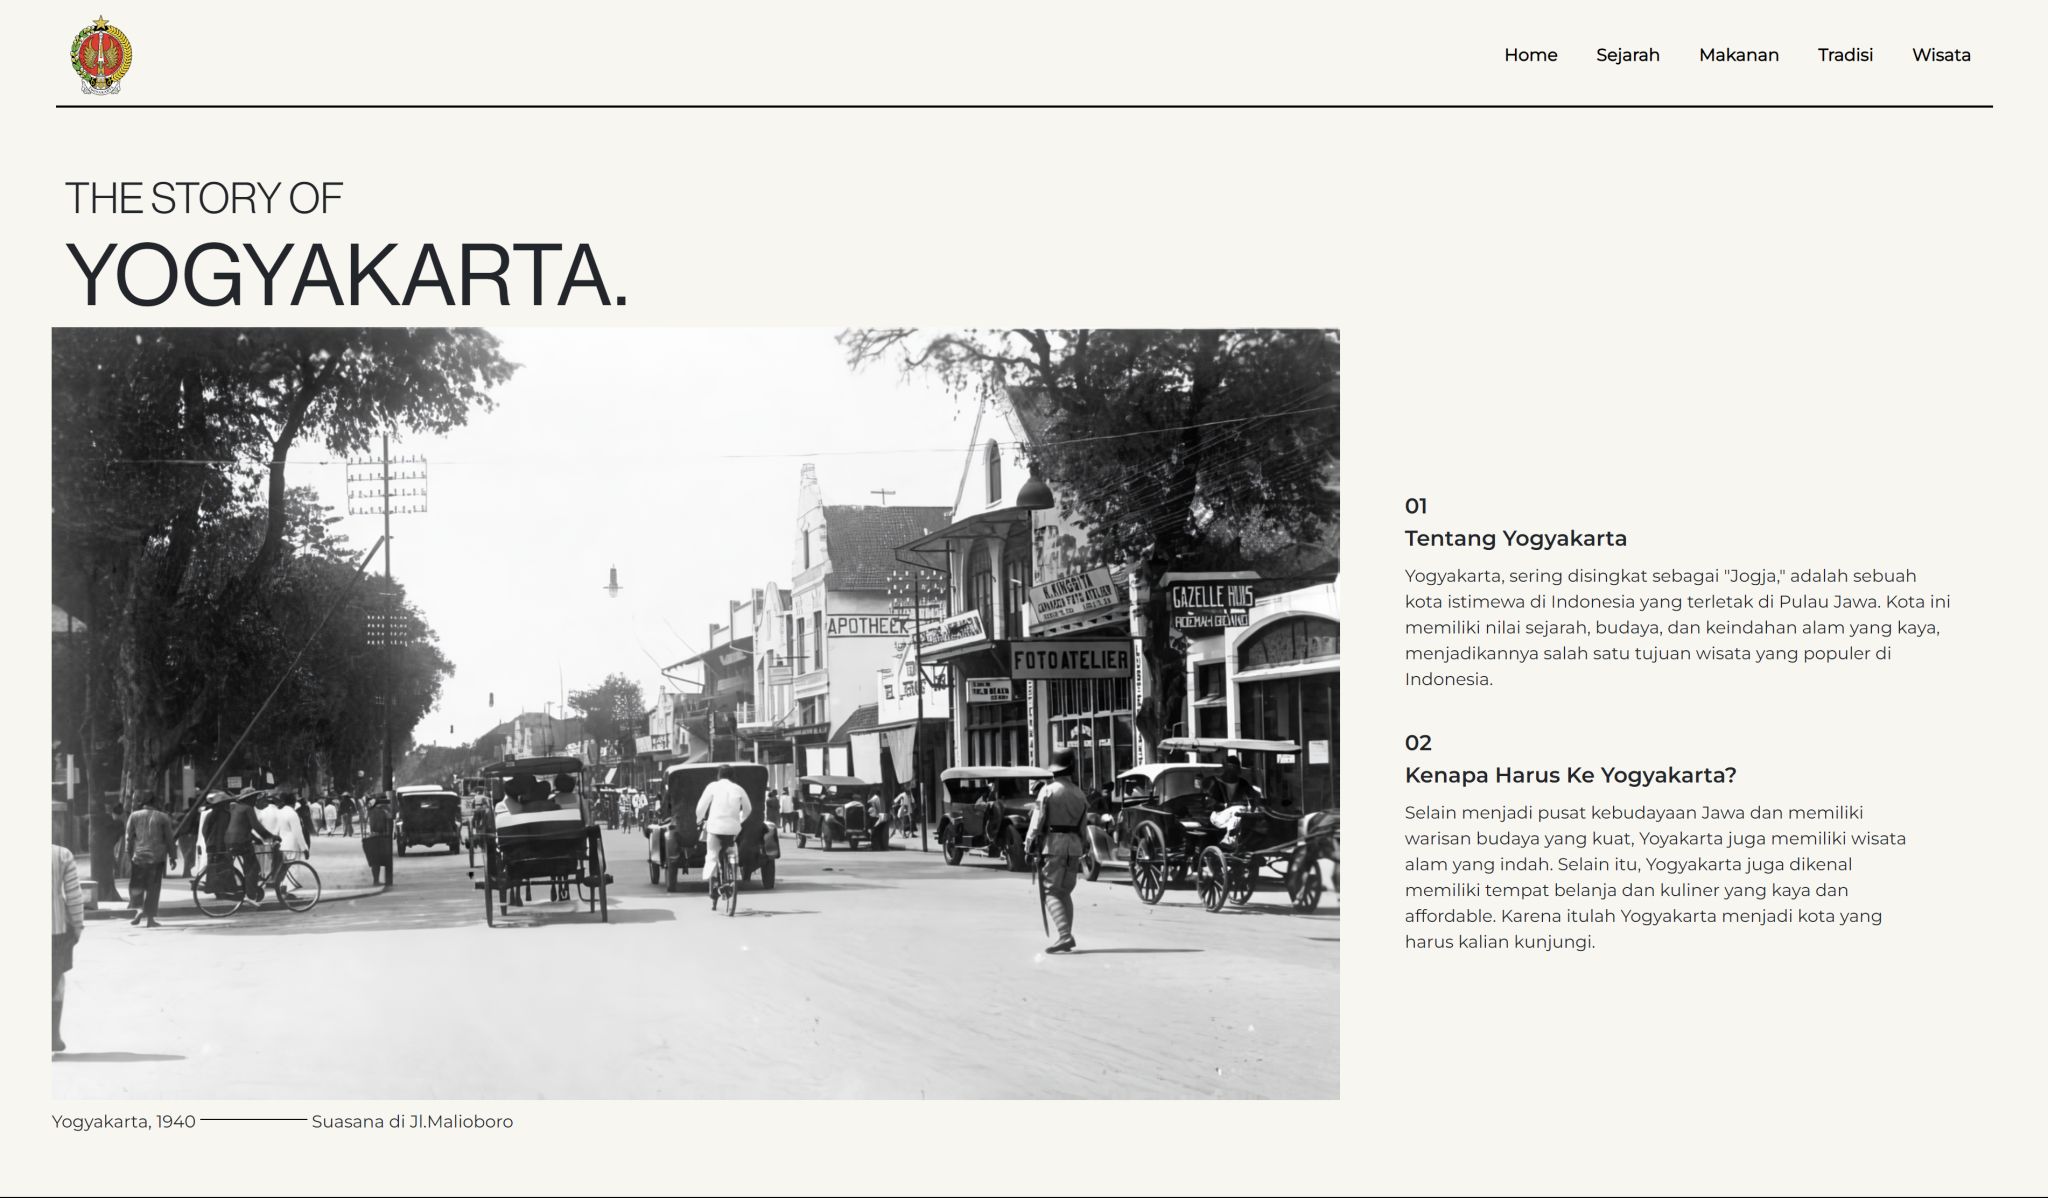 Home Sejarah Makanan Tradisi Wisata
THE STORY OF
YOGYAKARTA.
APOTHEEK
FOTO ATELIER
GAZELLE HUIS
01
Tentang Yogyakarta
Yogyakarta, sering disingkat sebagai "Jogja," adalah sebuah
kota istimewa di Indonesia yang terletak di Pulau Jawa. Kota ini
memiliki nilai sejarah, budaya, dan keindahan alam yang kaya,
menjadikannya salah satu tujuan wisata yang populer di
Indonesia.
02
Kenapa Harus Ke Yogyakarta?
Selain menjadi pusat kebudayaan Jawa dan memiliki
warisan budaya yang kuat, Yoyakarta juga memiliki wisata
alam yang indah. Selain itu, Yogyakarta juga dikenal
memiliki tempat belanja dan kuliner yang kaya dan
affordable. Karena itulah Yogyakarta menjadi kota yang
harus kalian kunjungi.
Yogyakarta, 1940 Suasana di Jl.Malioboro